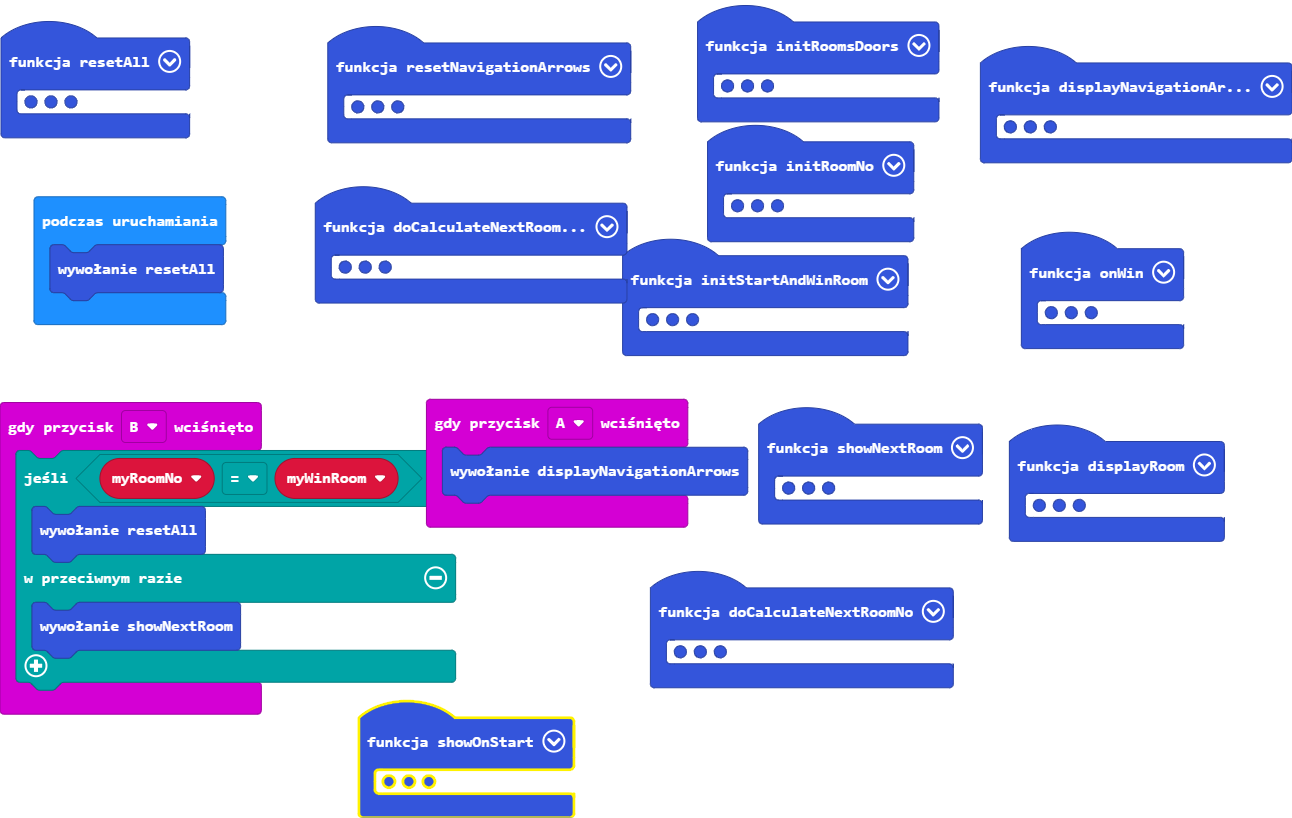 funkcja resetAll
funkcja resetNavigationArrows
funkcja initRoomsDoors
funkcja displayNavigationAr...
funkcja initRoomNo
podczas uruchamiania
wywołanie resetAll
funkcja doCalculateNextRoom...
funkcja initStartAndWinRoom
funkcja onWin
gdy przycisk B wciśnięto
jeśli myRoomNo = myWinRoom
wywołanie resetAll
w przeciwnym razie
wywołanie showNextRoom
gdy przycisk A wciśnięto
wywołanie displayNavigationArrows
funkcja showNextRoom
funkcja displayRoom
funkcja doCalculateNextRoomNo
funkcja showOnStart